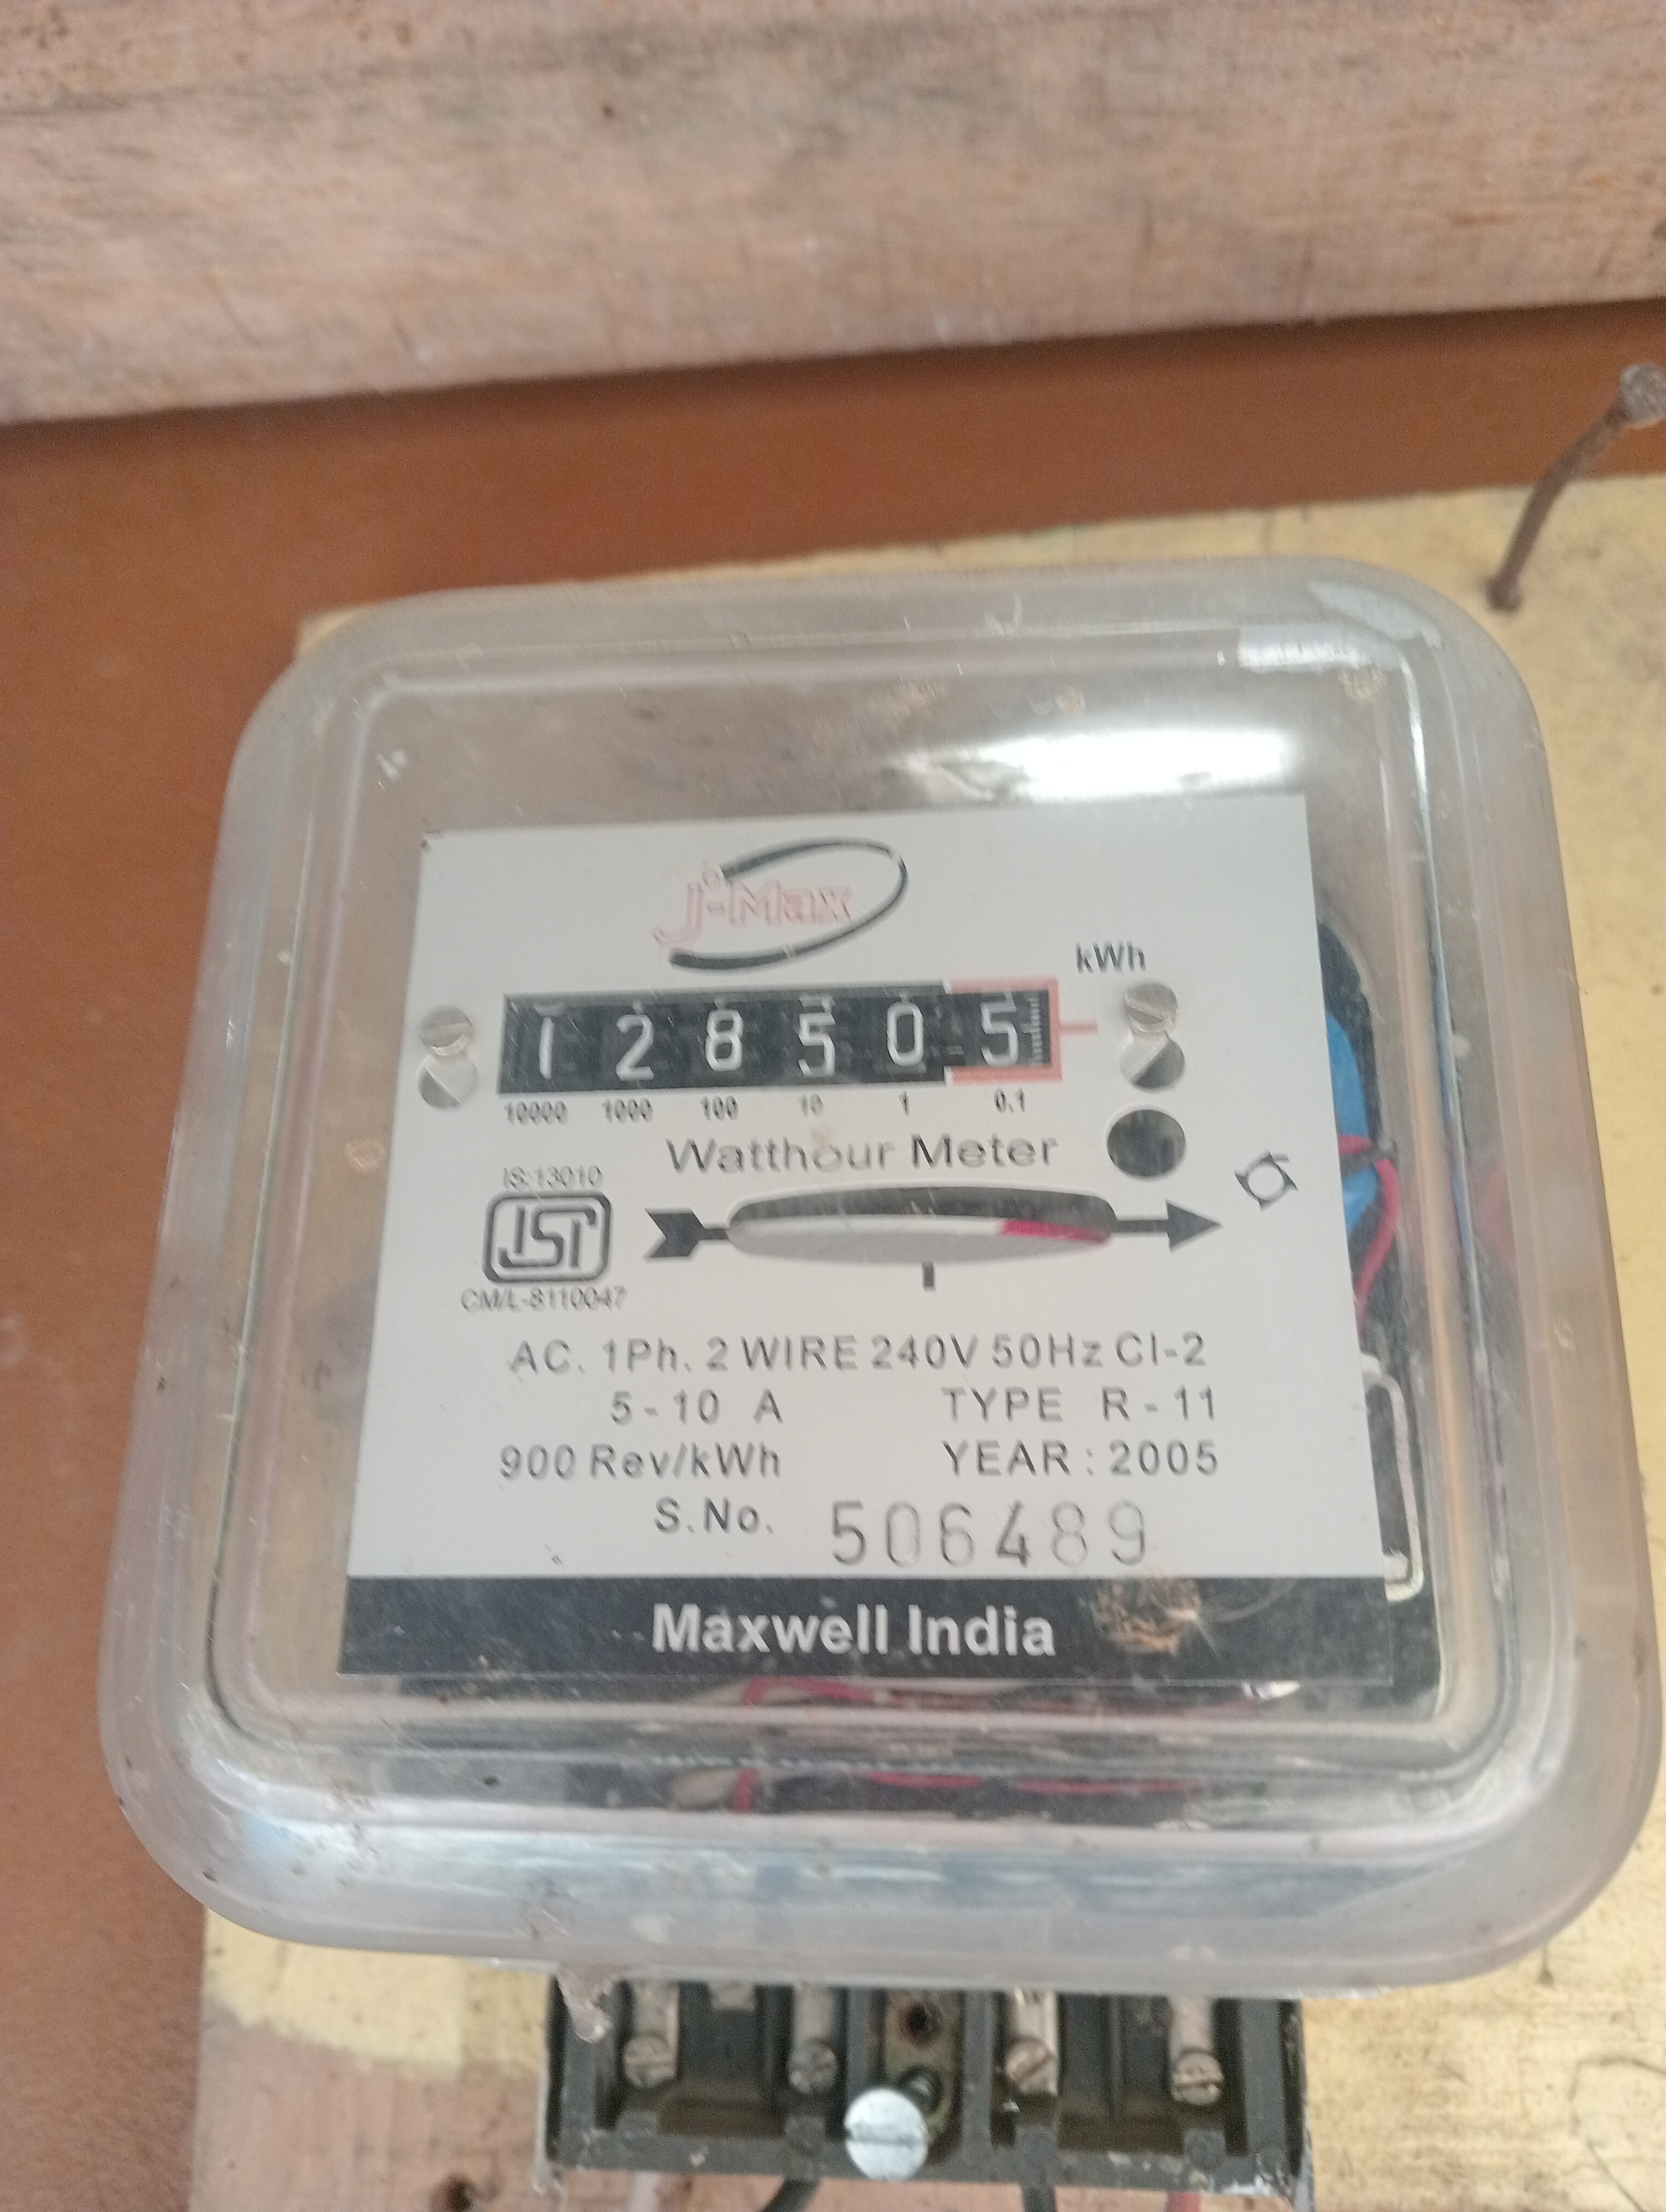 j-Max
kWh
1 2 8 5 0 5
10000 1000 100 10 1 0.1
Watthour Meter
IS:13010
ISI
CM/L-8110047
AC. 1Ph. 2 WIRE 240V 50Hz Cl-2
5-10 A TYPE R-11
900 Rev/kWh YEAR : 2005
S.No. 506489
Maxwell India